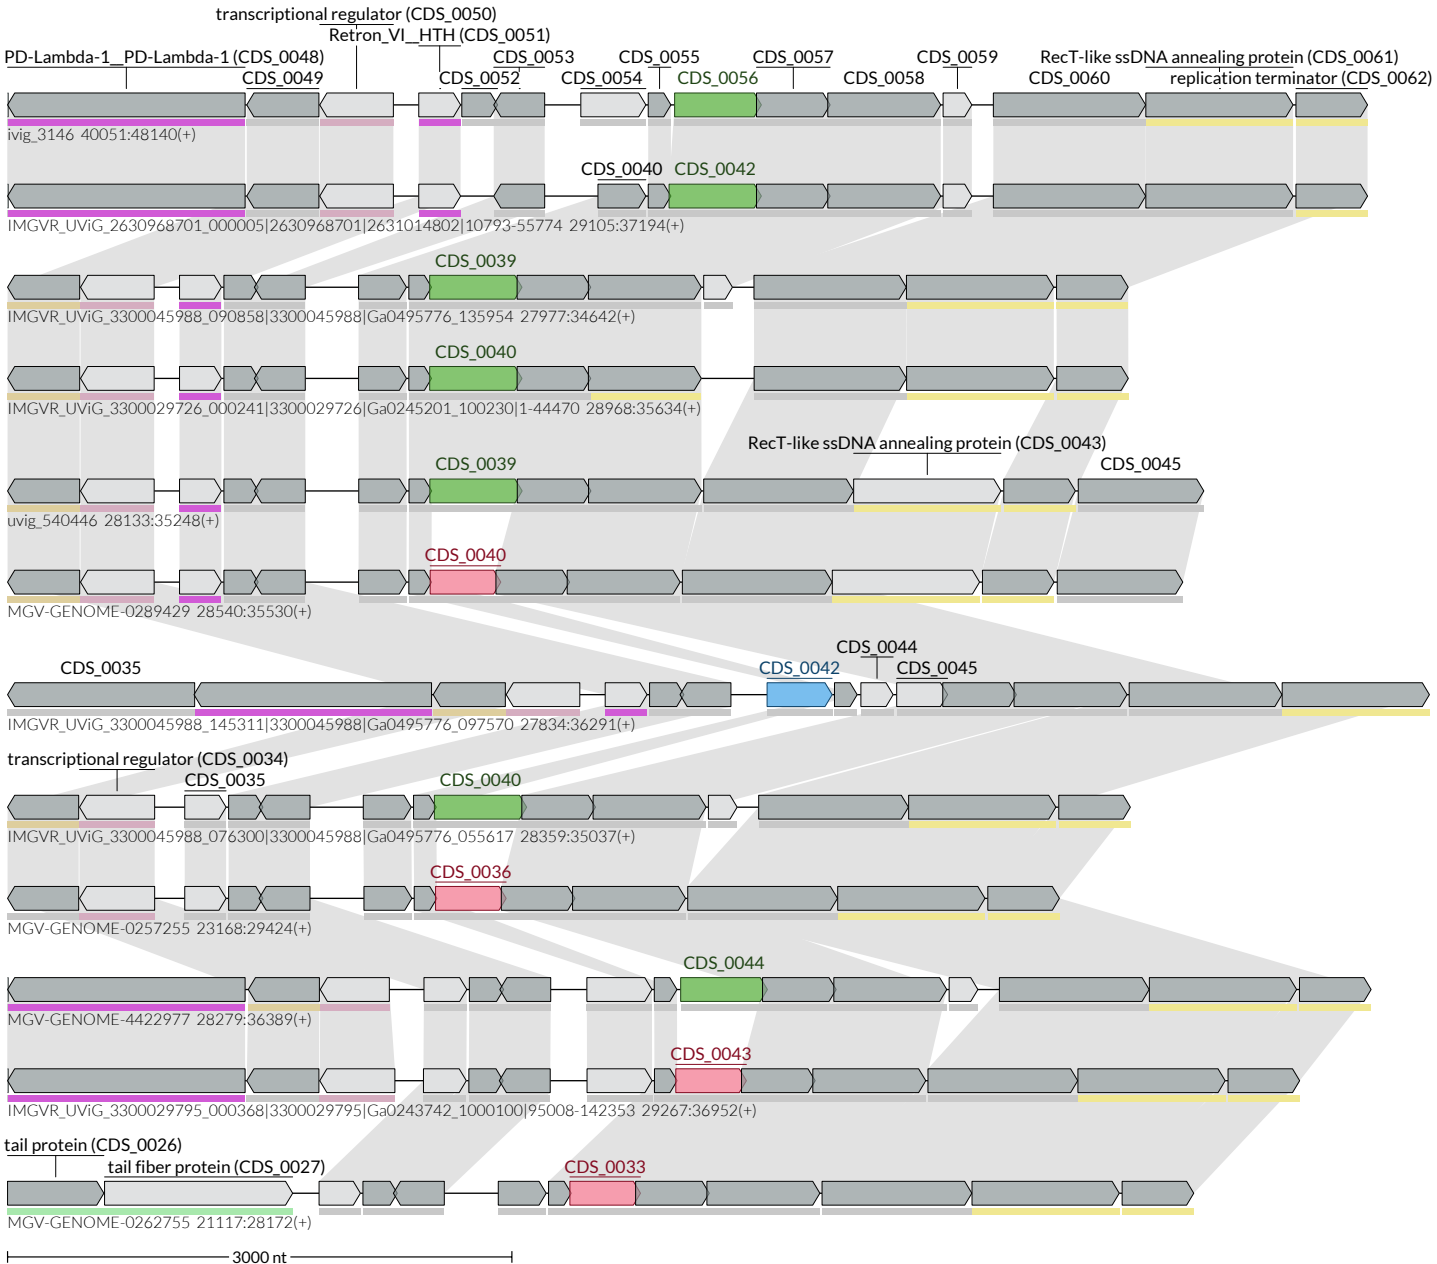 transcriptional regulator (CDS_0050)
Retron_VI__HTH (CDS_0051)
PD-Lambda-1__PD-Lambda-1 (CDS_0048) CDS_0053 CDS_0055 CDS_0057 CDS_0059 RecT-like ssDNA annealing protein (CDS_0061)
CDS_0049 CDS_0052 CDS_0054 CDS_0056 CDS_0058 CDS_0060 replication terminator (CDS_0062)
ivig_3146 40051:48140(+)
CDS_0040 CDS_0042
IMGVR_UViG_2630968701_000005|2630968701|2631014802|10793-55774 29105:37194(+)
CDS_0039
IMGVR_UViG_3300045988_090858|3300045988|Ga0495776_135954 27977:34642(+)
CDS_0040
IMGVR_UViG_3300029726_000241|3300029726|Ga0245201_100230|1-44470 28968:35634(+)
RecT-like ssDNA annealing protein (CDS_0043)
CDS_0039 CDS_0045
uvig_540446 28133:35248(+)
CDS_0040
MGV-GENOME-0289429 28540:35530(+)
CDS_0044
CDS_0035 CDS_0042 CDS_0045
IMGVR_UViG_3300045988_145311|3300045988|Ga0495776_097570 27834:36291(+)
transcriptional regulator (CDS_0034)
CDS_0035 CDS_0040
IMGVR_UViG_3300045988_076300|3300045988|Ga0495776_055617 28359:35037(+)
CDS_0036
MGV-GENOME-0257255 23168:29424(+)
CDS_0044
MGV-GENOME-4422977 28279:36389(+)
CDS_0043
IMGVR_UViG_3300029795_000368|3300029795|Ga0243742_1000100|95008-142353 29267:36952(+)
tail protein (CDS_0026)
tail fiber protein (CDS_0027) CDS_0033
MGV-GENOME-0262755 21117:28172(+)
3000 nt